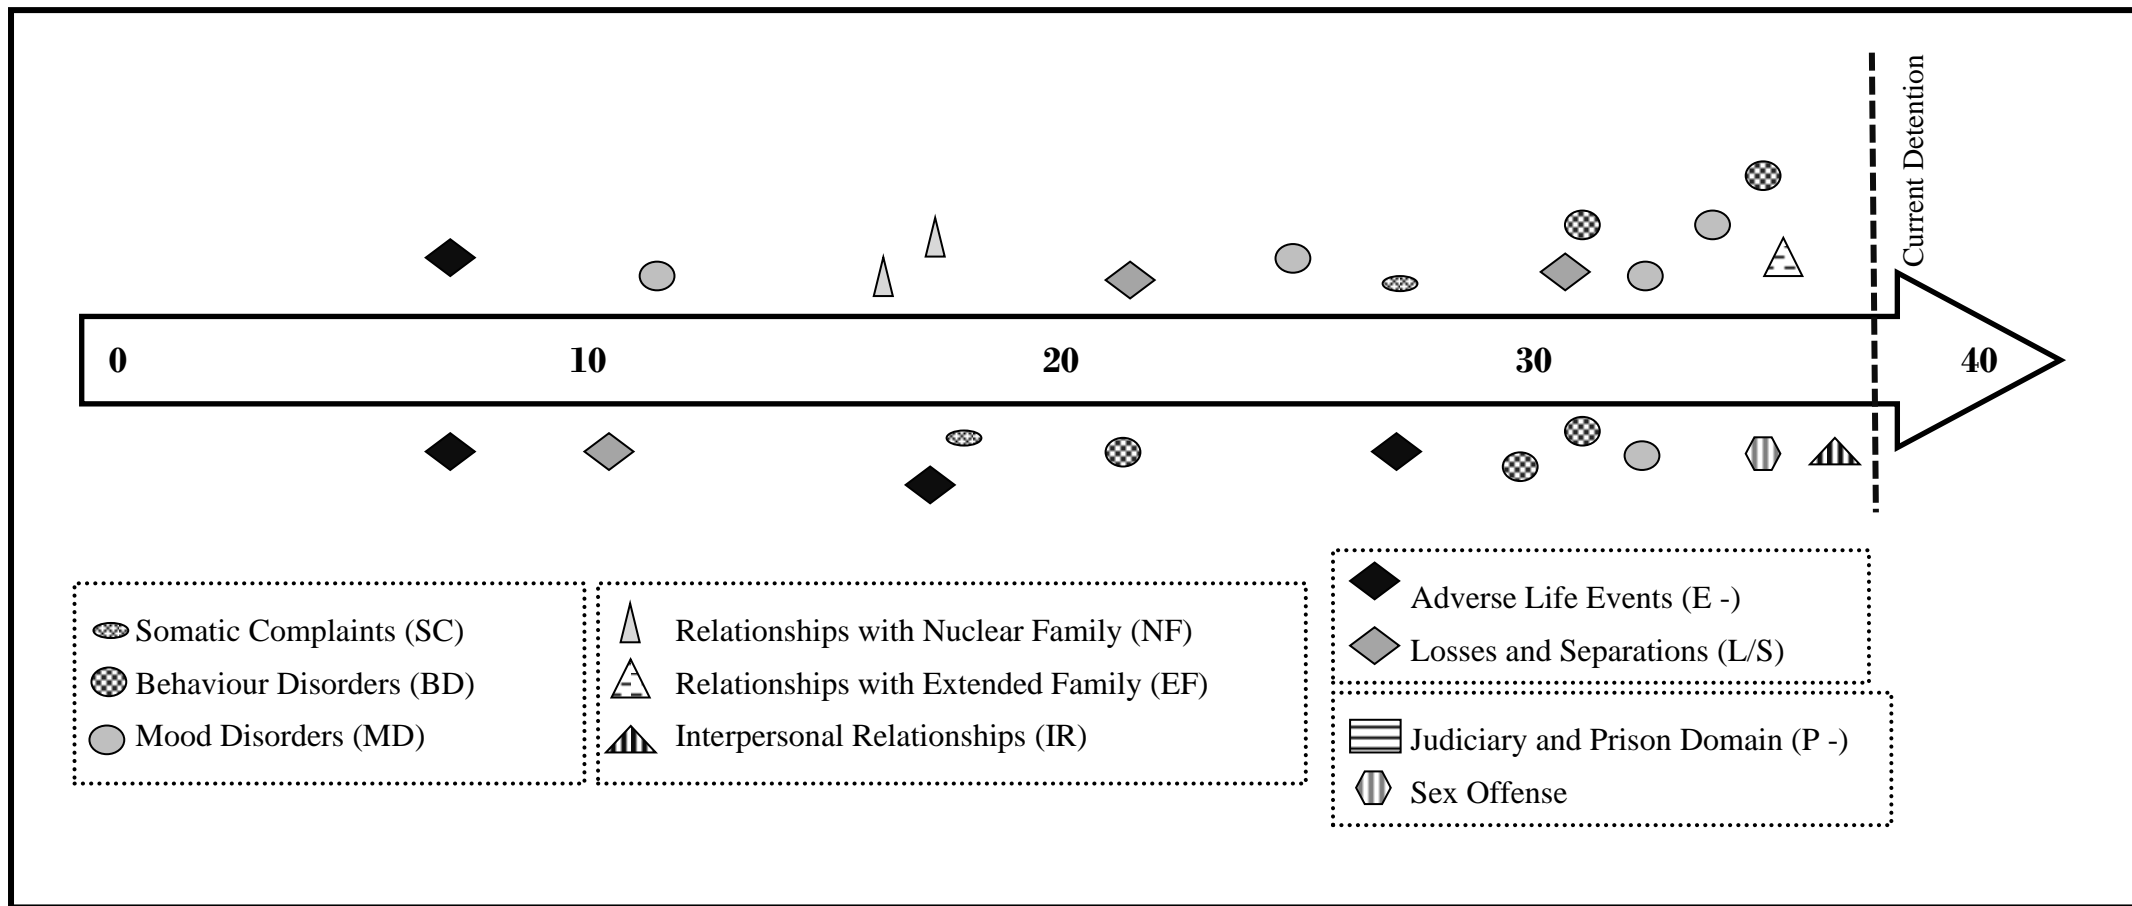 Current Detention
0 10 20 30 40
Somatic Complaints (SC)
Behaviour Disorders (BD)
Mood Disorders (MD)
Relationships with Nuclear Family (NF)
Relationships with Extended Family (EF)
Interpersonal Relationships (IR)
Adverse Life Events (E -)
Losses and Separations (L/S)
Judiciary and Prison Domain (P -)
Sex Offense